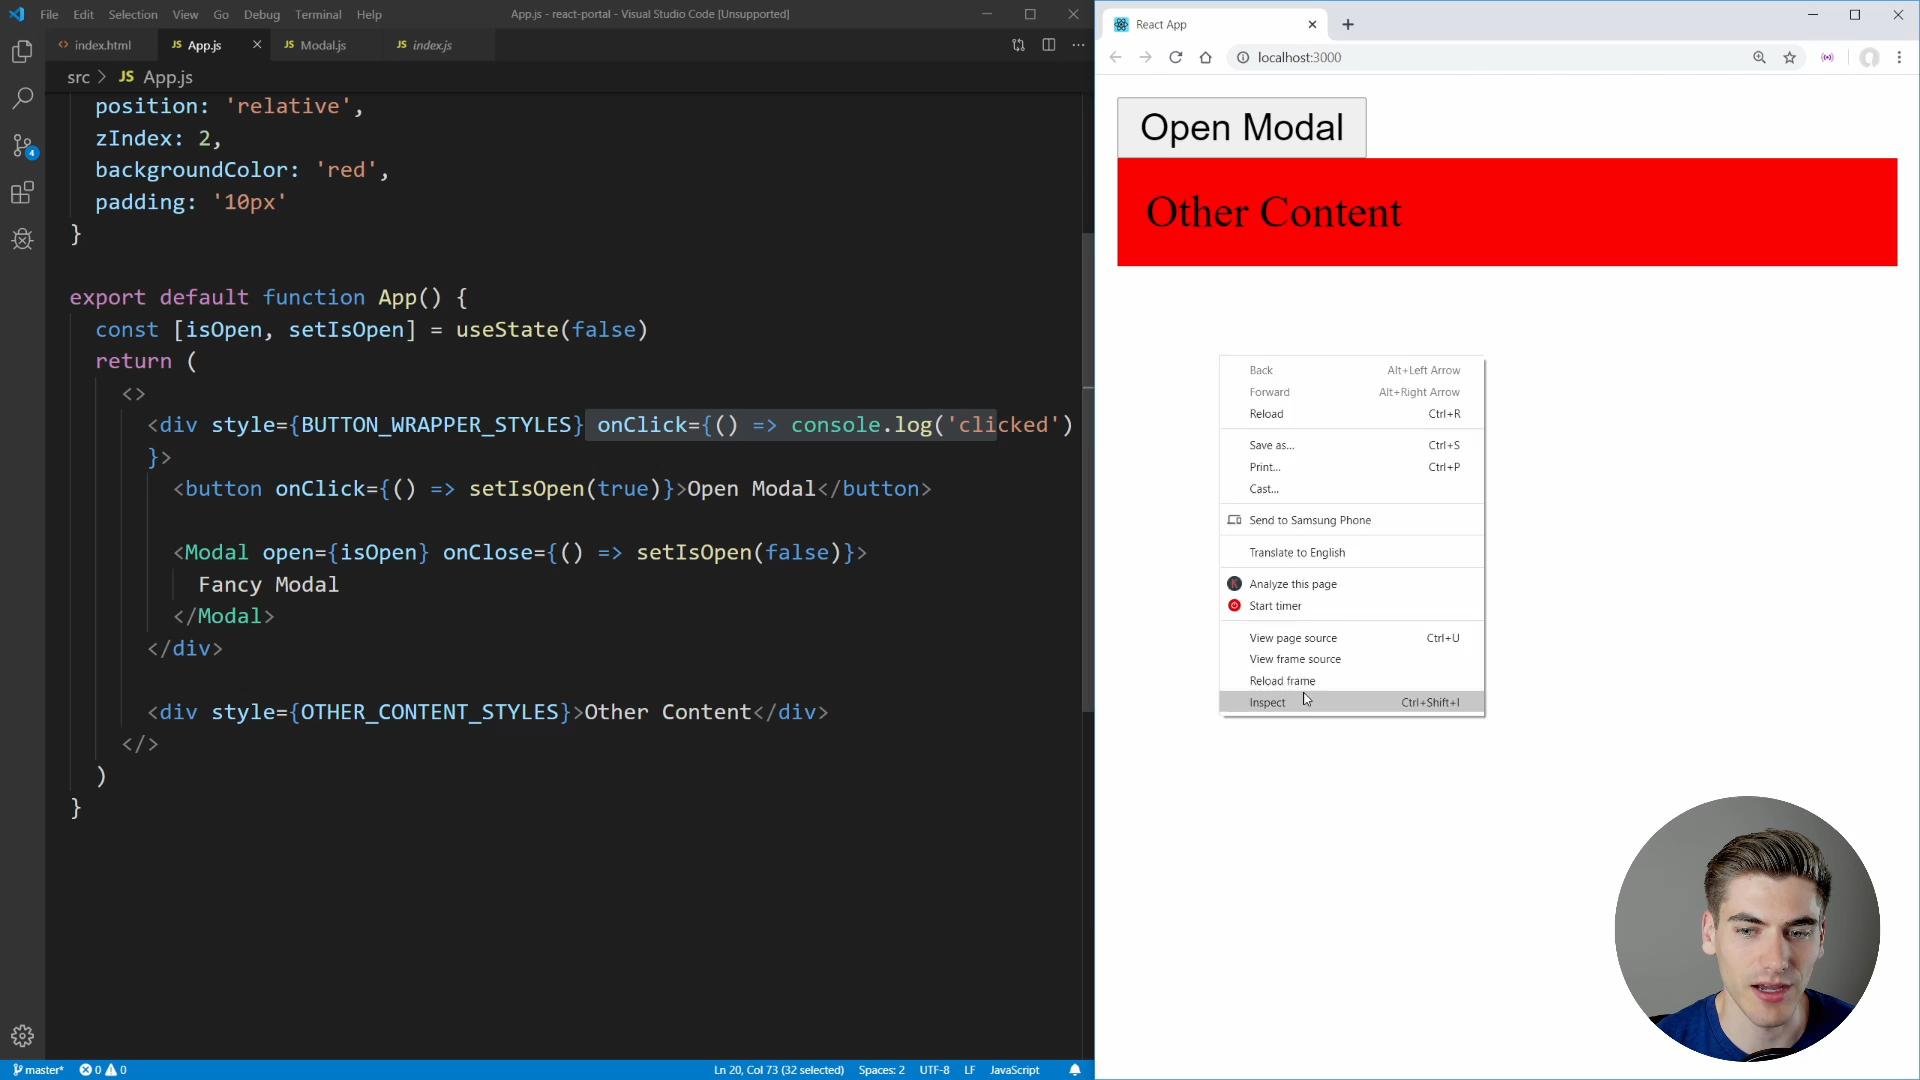 File Edit Selection View Go Debug Terminal Help
App.js - react-portal - Visual Studio Code [Unsupported]
index.html
JS App.js
JS Modal.js
JS index.js
src > JS App.js
position: 'relative',
zIndex: 2,
backgroundColor: 'red',
padding: '10px'
}
export default function App() {
const [isOpen, setIsOpen] = useState(false)
return (
<>
<div style={BUTTON_WRAPPER_STYLES} onClick={() => console.log('clicked')
}>
<button onClick={() => setIsOpen(true)}>Open Modal</button>
<Modal open={isOpen} onClose={() => setIsOpen(false)}>
Fancy Modal
</Modal>
</div>
<div style={OTHER_CONTENT_STYLES}>Other Content</div>
</>
)
}
4
master* 0 0
Ln 20, Col 73 (32 selected) Spaces: 2 UTF-8 LF JavaScript
React App
localhost:3000
Open Modal
Other Content
Back Alt+Left Arrow
Forward Alt+Right Arrow
Reload Ctrl+R
Save as... Ctrl+S
Print... Ctrl+P
Cast...
Send to Samsung Phone
Translate to English
Analyze this page
Start timer
View page source Ctrl+U
View frame source
Reload frame
Inspect Ctrl+Shift+I